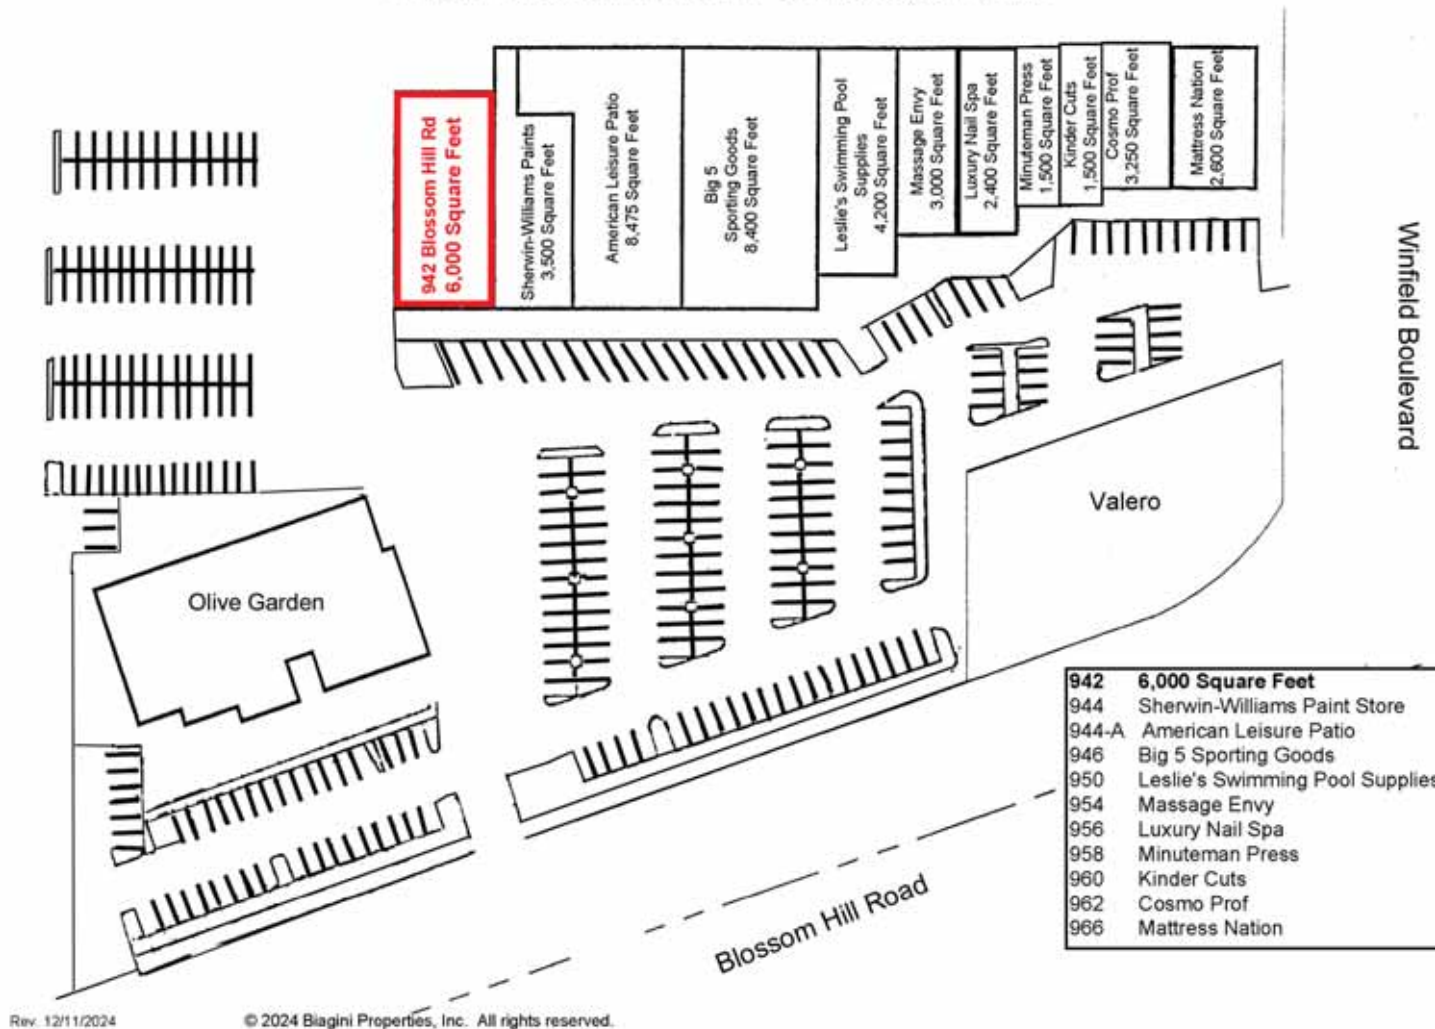 942 Blossom Hill Rd
6,000 Square Feet
Sherwin-Williams Paints
3,500 Square Feet
American Leisure Patio
8,475 Square Feet
Big 5
Sporting Goods
8,400 Square Feet
Leslie's Swimming Pool
Supplies
4,200 Square Feet
Massage Envy
3,000 Square Feet
Luxury Nail Spa
2,400 Square Feet
Minuteman Press
1,500 Square Feet
Kinder Cuts
1,500 Square Feet
Cosmo Prof
3,250 Square Feet
Mattress Nation
2,600 Square Feet
Winfield Boulevard
Valero
Olive Garden
942 6,000 Square Feet
944 Sherwin-Williams Paint Store
944-A American Leisure Patio
946 Big 5 Sporting Goods
950 Leslie's Swimming Pool Supplies
954 Massage Envy
956 Luxury Nail Spa
958 Minuteman Press
960 Kinder Cuts
962 Cosmo Prof
966 Mattress Nation
Blossom Hill Road
Rev. 12/11/2024
© 2024 Biagini Properties, Inc. All rights reserved.